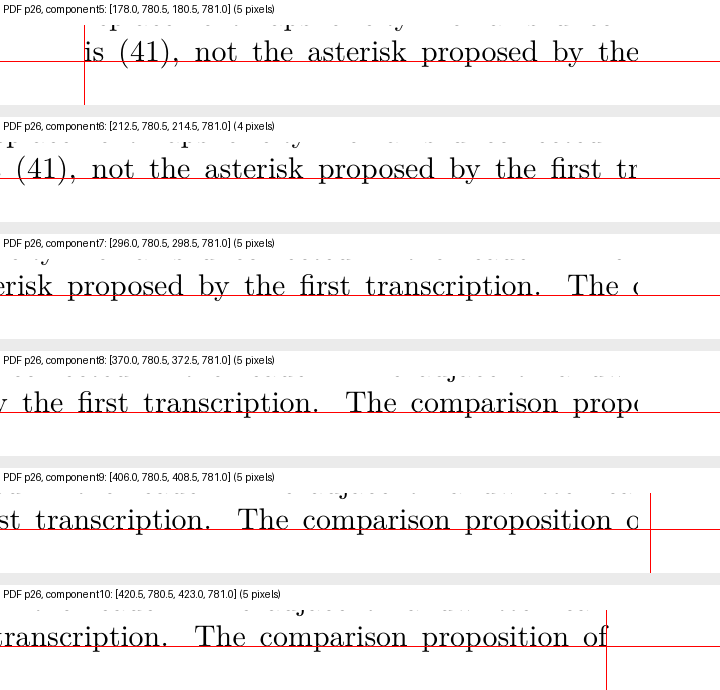 PDF p26, component5: [178.0, 780.5, 180.5, 781.0] (5 pixels)
is (41), not the asterisk proposed by the
PDF p26, component6: [212.5, 780.5, 214.5, 781.0] (4 pixels)
(41), not the asterisk proposed by the first tr
PDF p26, component7: [296.0, 780.5, 298.5, 781.0] (5 pixels)
erisk proposed by the first transcription. The
PDF p26, component8: [370.0, 780.5, 372.5, 781.0] (5 pixels)
y the first transcription. The comparison propo
PDF p26, component9: [406.0, 780.5, 408.5, 781.0] (5 pixels)
st transcription. The comparison proposition o
PDF p26, component10: [420.5, 780.5, 423.0, 781.0] (5 pixels)
transcription. The comparison proposition of